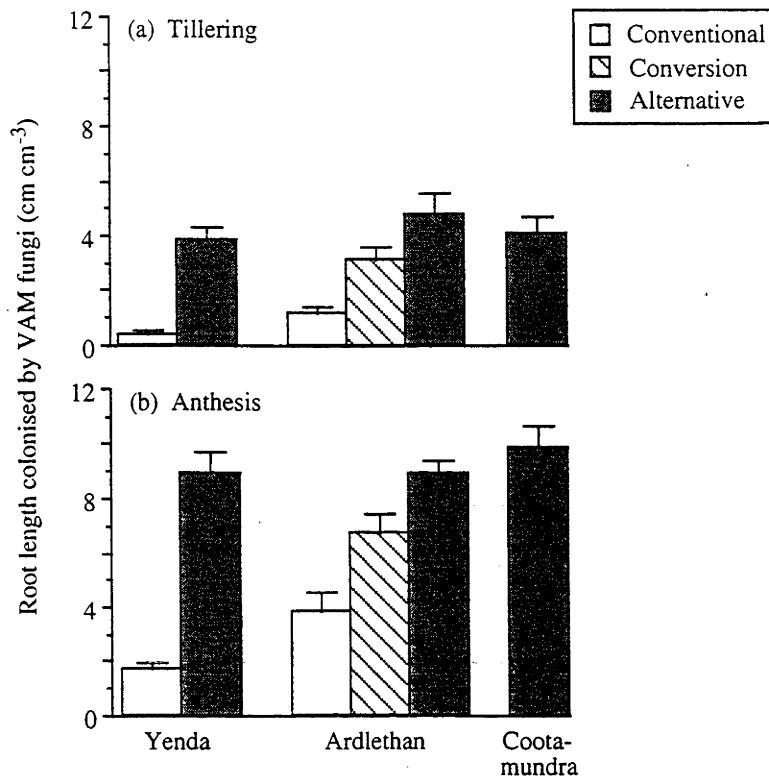 Root length colonised by VAM fungi (cm cm⁻³)
12
(a) Tillering
8
4
0
Conventional
Conversion
Alternative
12
(b) Anthesis
8
4
0
Yenda
Ardlethan
Coota-
mundra